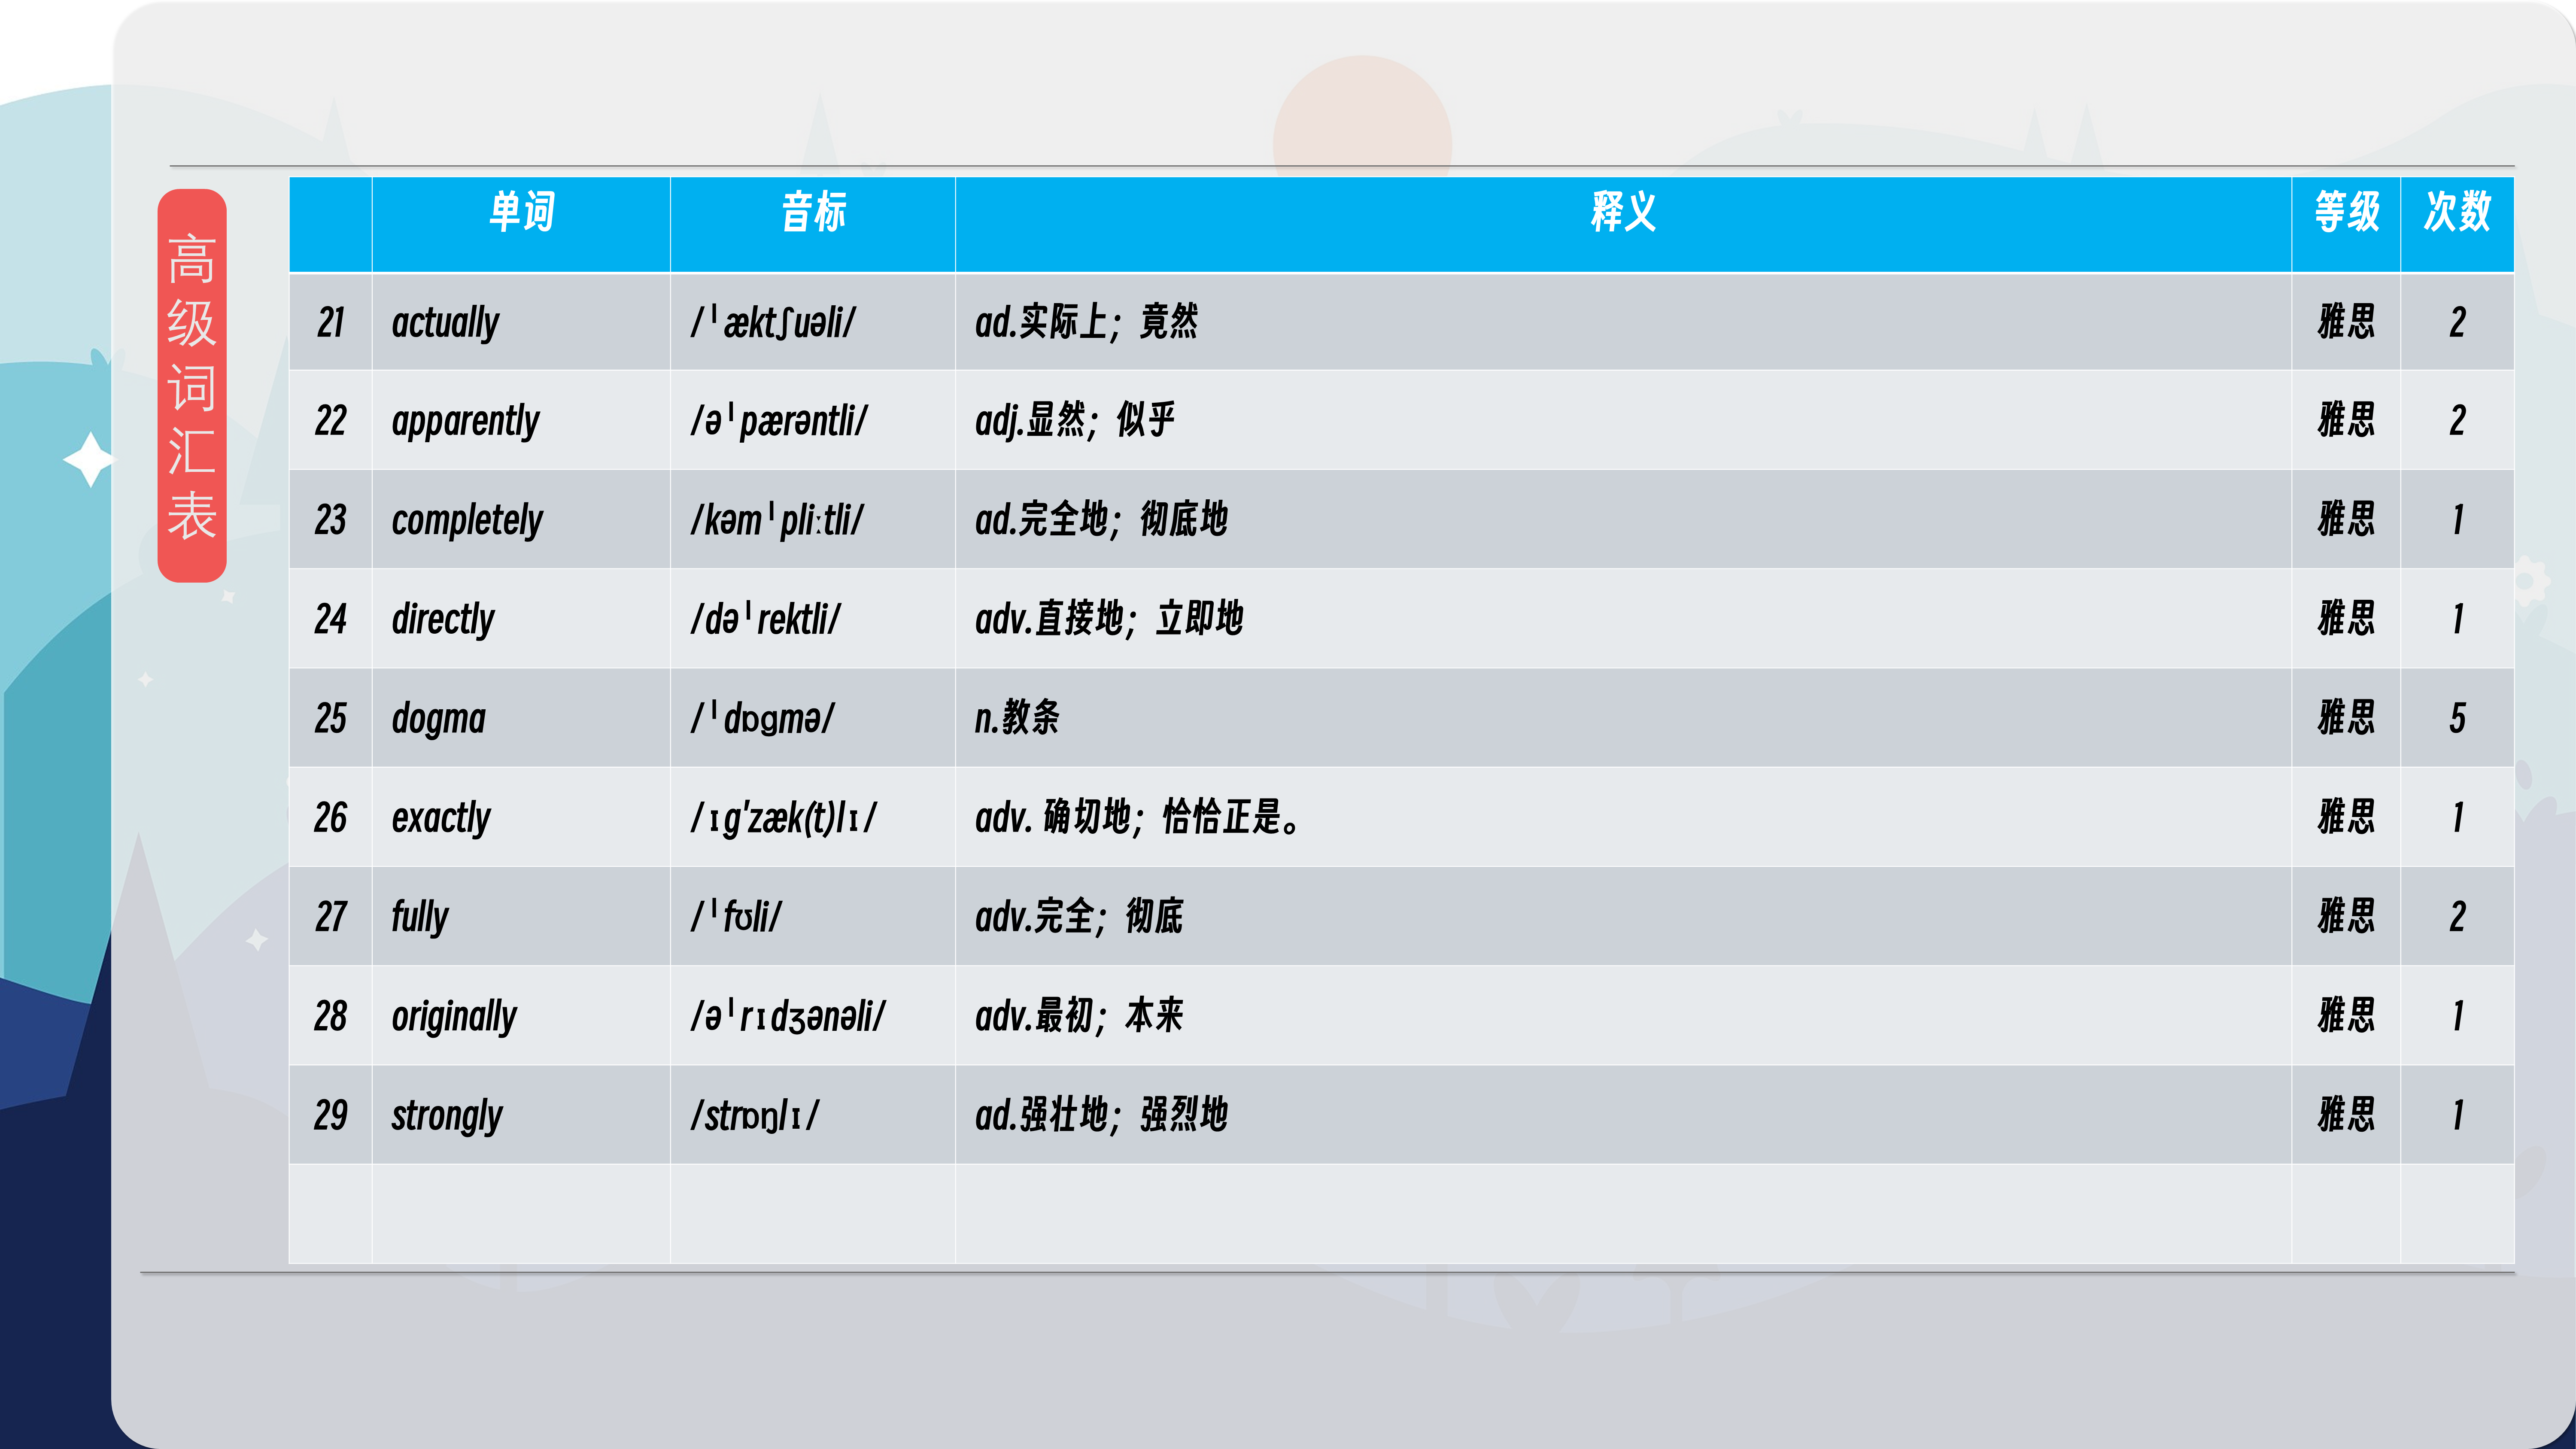 高级词汇表
单词 音标 释义 等级 次数
21 actually /ˈæktʃuəli/ ad.实际上；竟然 雅思 2
22 apparently /əˈpærəntli/ adj.显然；似乎 雅思 2
23 completely /kəmˈpliːtli/ ad.完全地；彻底地 雅思 1
24 directly /dəˈrektli/ adv.直接地；立即地 雅思 1
25 dogma /ˈdɒɡmə/ n.教条 雅思 5
26 exactly /ɪg'zæk(t)lɪ/ adv. 确切地；恰恰正是。 雅思 1
27 fully /ˈfʊli/ adv.完全；彻底 雅思 2
28 originally /əˈrɪdʒənəli/ adv.最初；本来 雅思 1
29 strongly /strɒŋlɪ/ ad.强壮地；强烈地 雅思 1